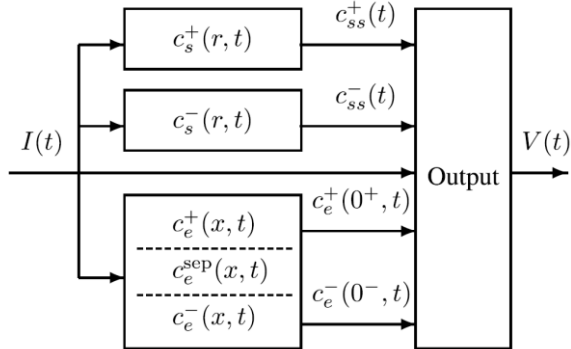 c_s^+(r, t)
c_{ss}^+(t)
c_s^-(r, t)
c_{ss}^-(t)
I(t)
V(t)
Output
c_e^+(x, t)
c_e^+(0^+, t)
c_e^{sep}(x, t)
c_e^-(x, t)
c_e^-(0^-, t)